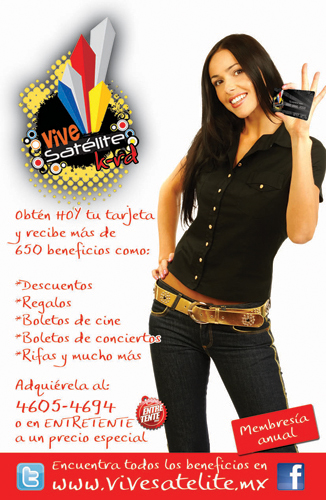 Vive
Satélite
k-rd
Obtén HOY tu tarjeta
y recibe más de
650 beneficios como:
*Descuentos
*Regalos
*Boletos de cine
*Boletos de conciertos
*Rifas y mucho más
Adquiérela al:
4605-4694
o en ENTRETENTE
a un precio especial
ENTRE
TENTE
Membresía
anual
Encuentra todos los beneficios en
www.vivesatelite.mx